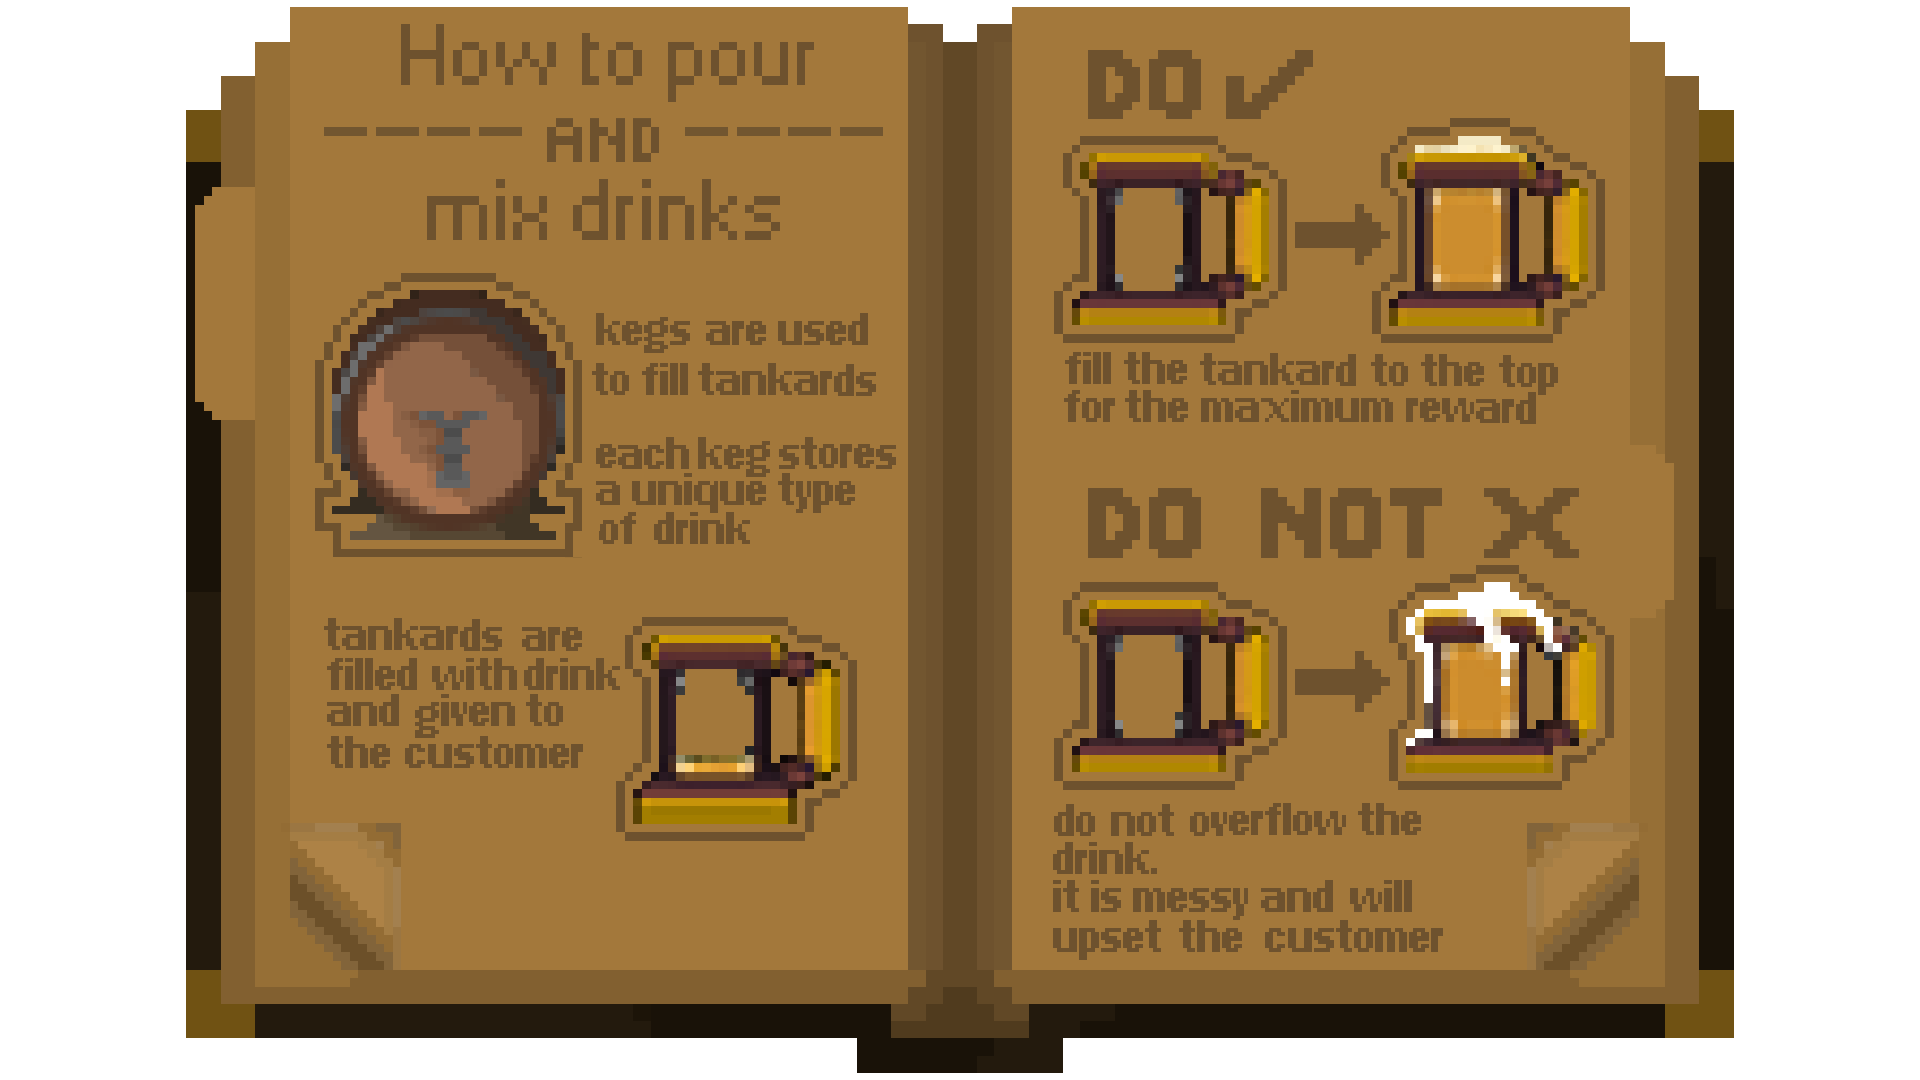 How to pour
AND
mix drinks
kegs are used
to fill tankards
each keg stores
a unique type
of drink
tankards are
filled with drink
and given to
the customer
DO
fill the tankard to the top
for the maximum reward
DO NOT
do not overflow the
drink.
it is messy and will
upset the customer